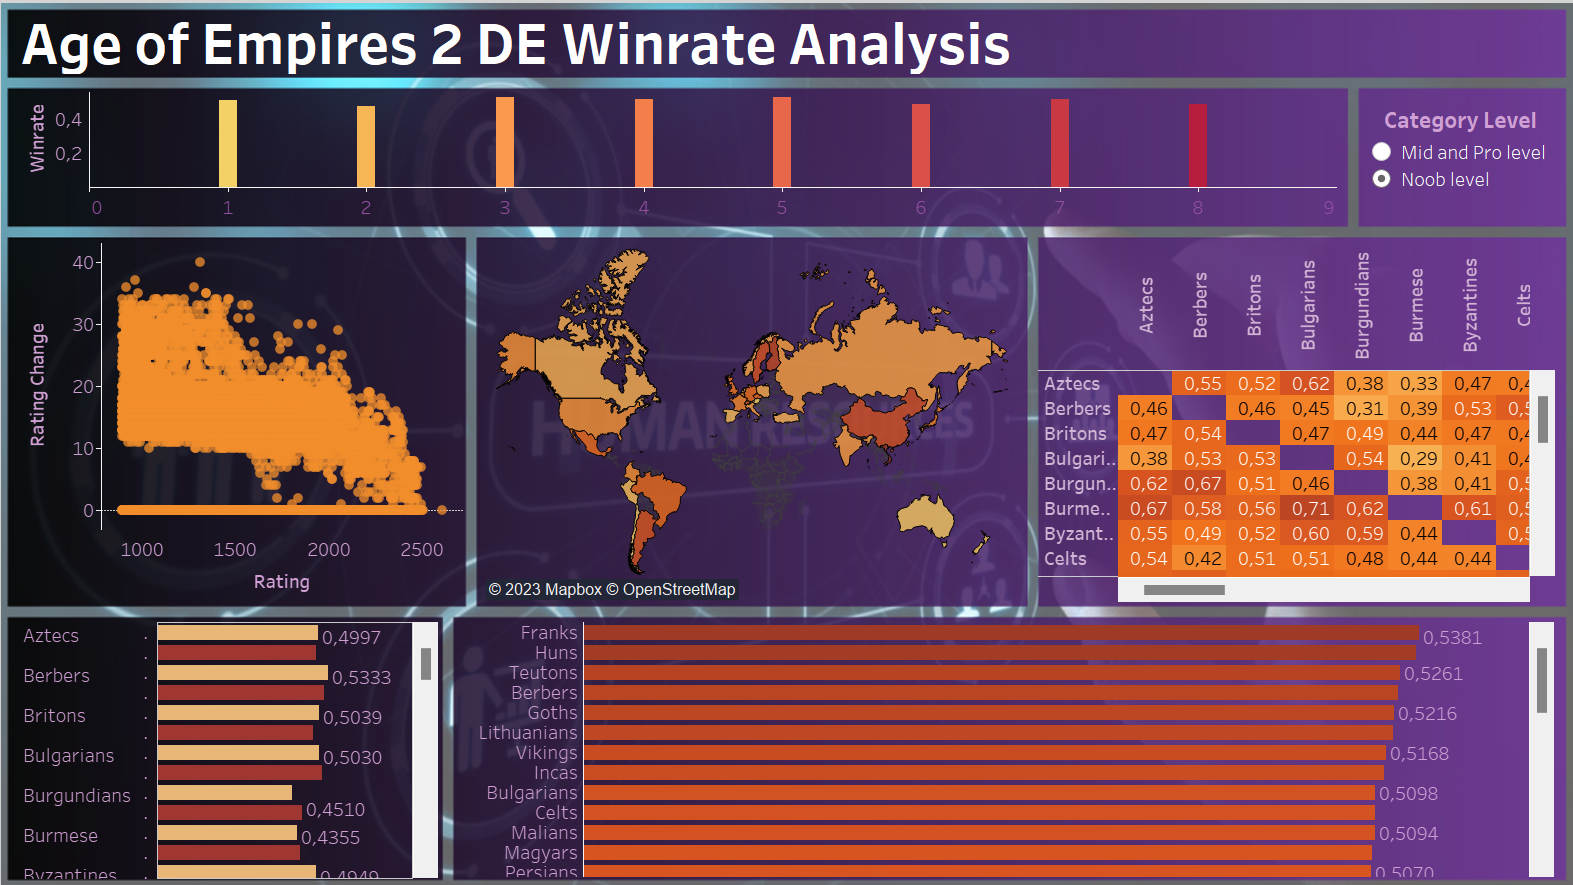 Age of Empires 2 DE Winrate Analysis
Winrate
0,4
0,2
0 1 2 3 4 5 6 7 8 9
Category Level
Mid and Pro level
Noob level
Rating Change
40
30
20
10
0
1000 1500 2000 2500
Rating
HUMAN RESOURCES
© 2023 Mapbox © OpenStreetMap
Aztecs Berbers Britons Bulgarians Burgundians Burmese Byzantines Celts
Aztecs 0,55 0,52 0,62 0,38 0,33 0,47 0,4
Berbers 0,46 0,46 0,45 0,31 0,39 0,53 0,5
Britons 0,47 0,54 0,47 0,49 0,44 0,47 0,4
Bulgari.. 0,38 0,53 0,53 0,54 0,29 0,41 0,4
Burgun.. 0,62 0,67 0,51 0,46 0,38 0,41 0,5
Burme.. 0,67 0,58 0,56 0,71 0,62 0,61 0,5
Byzant.. 0,55 0,49 0,52 0,60 0,59 0,44 0,5
Celts 0,54 0,42 0,51 0,51 0,48 0,44 0,44
Aztecs . 0,4997
.
Berbers . 0,5333
.
Britons . 0,5039
.
Bulgarians . 0,5030
.
Burgundians .
. 0,4510
Burmese . 0,4355
.
Byzantines 0,4949
Franks 0,5381
Huns
Teutons 0,5261
Berbers
Goths 0,5216
Lithuanians
Vikings 0,5168
Incas
Bulgarians 0,5098
Celts
Malians 0,5094
Magyars
Persians 0,5070